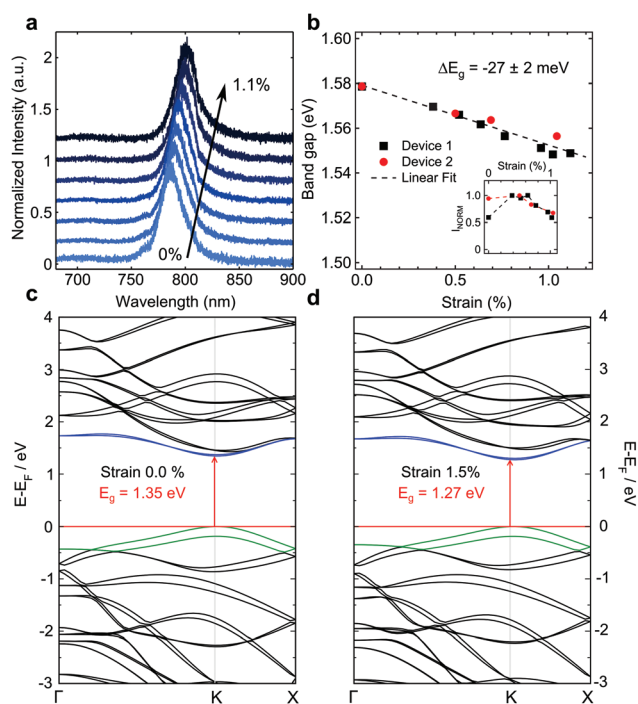 a
Normalized Intensity (a.u.)
2
1.5
1
0.5
0
1.1%
0%
700
750
800
850
900
Wavelength (nm)
b
Band gap (eV)
1.60
1.58
1.56
1.54
1.52
1.50
ΔEg = -27 ± 2 meV
Device 1
Device 2
Linear Fit
Strain (%)
0
1
INORM
1.0
0.5
0
0.0
0.5
1.0
Strain (%)
c
E-EF / eV
4
3
2
1
0
-1
-2
-3
Strain 0.0 %
Eg = 1.35 eV
Γ
K
X
d
Strain 1.5%
Eg = 1.27 eV
4
3
2
1
0
-1
-2
-3
E-EF / eV
Γ
K
X